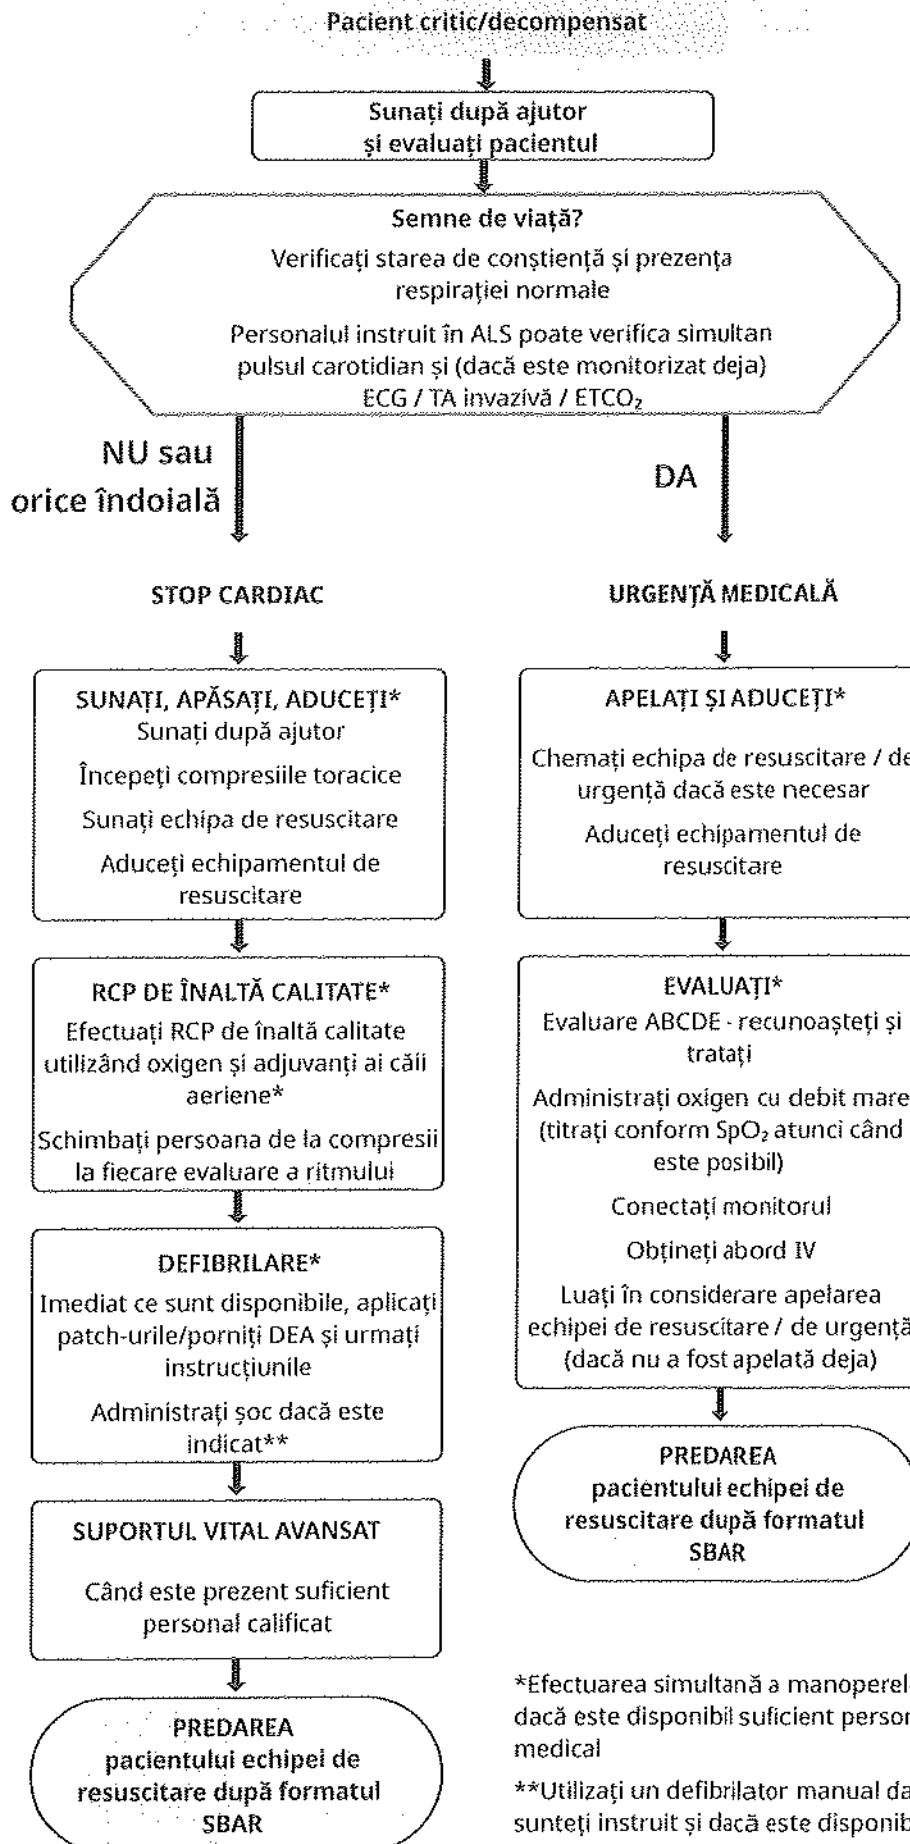 Pacient critic/decompensat
Sunați după ajutor
și evaluați pacientul
Semne de viață?
Verificați starea de conștiență și prezența
respirației normale
Personalul instruit în ALS poate verifica simultan
pulsul carotidian și (dacă este monitorizat deja)
ECG / TA invazivă / ETCO₂
NU sau
orice îndoială
DA
STOP CARDIAC
SUNAȚI, APĂSAȚI, ADUCEȚI*
Sunați după ajutor
Începeți compresiile toracice
Sunați echipa de resuscitare
Aduceți echipamentul de
resuscitare
RCP DE ÎNALTĂ CALITATE*
Efectuați RCP de înaltă calitate
utilizând oxigen și adjuvanți ai căii
aeriene*
Schimbați persoana de la compresii
la fiecare evaluare a ritmului
DEFIBRILARE*
Imediat ce sunt disponibile, aplicați
patch-urile/porniți DEA și urmați
instrucțiunile
Administrați șoc dacă este
indicat**
SUPORTUL VITAL AVANSAT
Când este prezent suficient
personal calificat
PREDAREA
pacientului echipei de
resuscitare după formatul
SBAR
URGENȚĂ MEDICALĂ
APELAȚI ȘI ADUCEȚI*
Chemați echipa de resuscitare / de
urgență dacă este necesar
Aduceți echipamentul de
resuscitare
EVALUAȚI*
Evaluare ABCDE - recunoașteți și
tratați
Administrați oxigen cu debit mare
(titrați conform SpO₂ atunci când
este posibil)
Conectați monitorul
Obțineți abord IV
Luați în considerare apelarea
echipei de resuscitare / de urgență
(dacă nu a fost apelată deja)
PREDAREA
pacientului echipei de
resuscitare după formatul
SBAR
*Efectuarea simultană a
dacă este disponibil suficient
medical
**Utilizați un defibrilator manual
sunteți instruit și dacă este